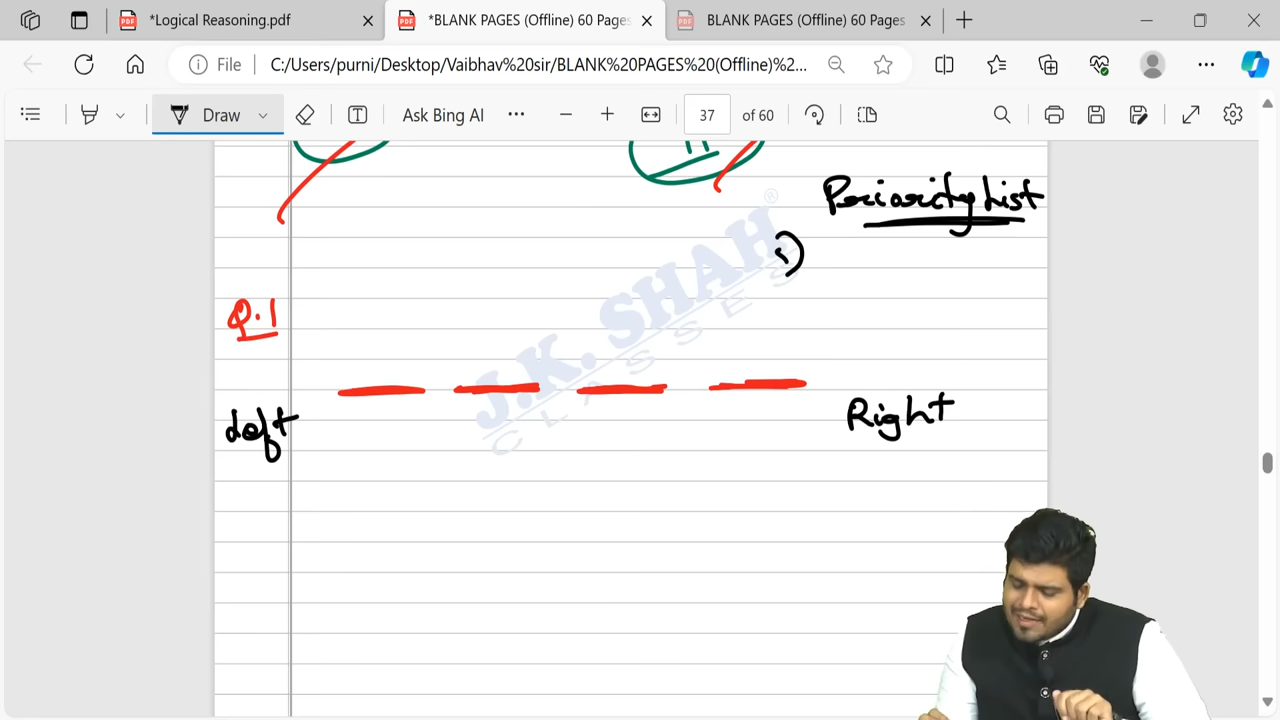 *Logical Reasoning.pdf
*BLANK PAGES (Offline) 60 Pages
BLANK PAGES (Offline) 60 Pages
File
C:/Users/purni/Desktop/Vaibhav%20sir/BLANK%20PAGES%20(Offline)%2...
Draw
Ask Bing AI
37
of 60
Periarity List
i)
J.K. SHAH®
CLASSES
Q.1
Left
Right